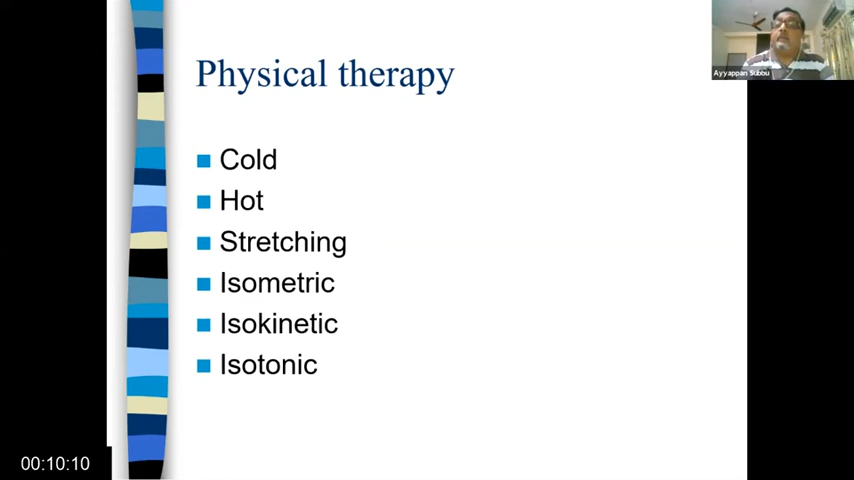 Physical therapy
Cold
Hot
Stretching
Isometric
Isokinetic
Isotonic
Ayyappan Subbu
00:10:10